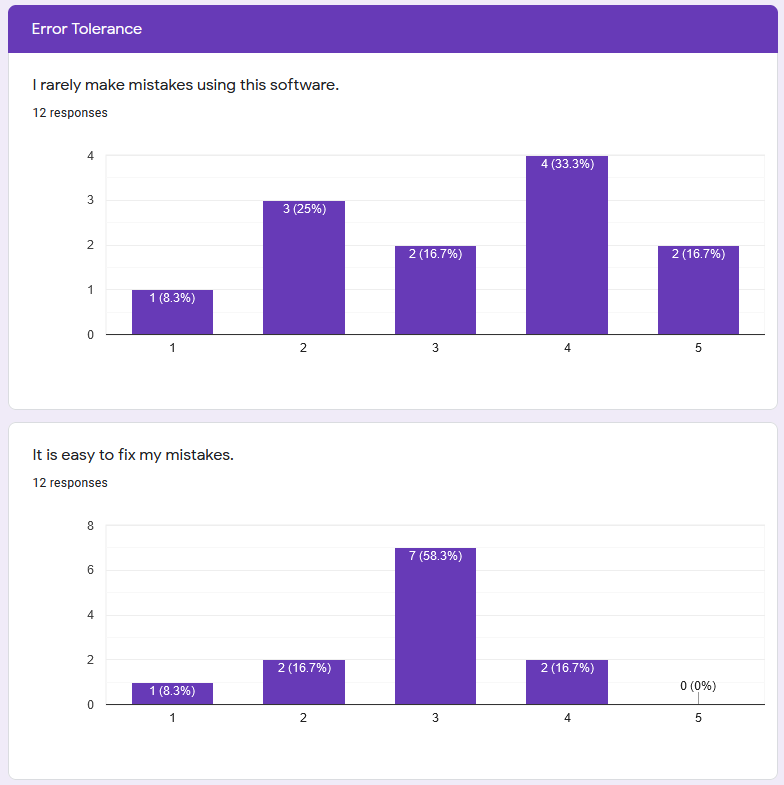 Error Tolerance
I rarely make mistakes using this software.
12 responses
4
3
2
1
0
1 (8.3%)
3 (25%)
2 (16.7%)
4 (33.3%)
2 (16.7%)
1 2 3 4 5
It is easy to fix my mistakes.
12 responses
8
6
4
2
0
1 (8.3%)
2 (16.7%)
7 (58.3%)
2 (16.7%)
0 (0%)
1 2 3 4 5